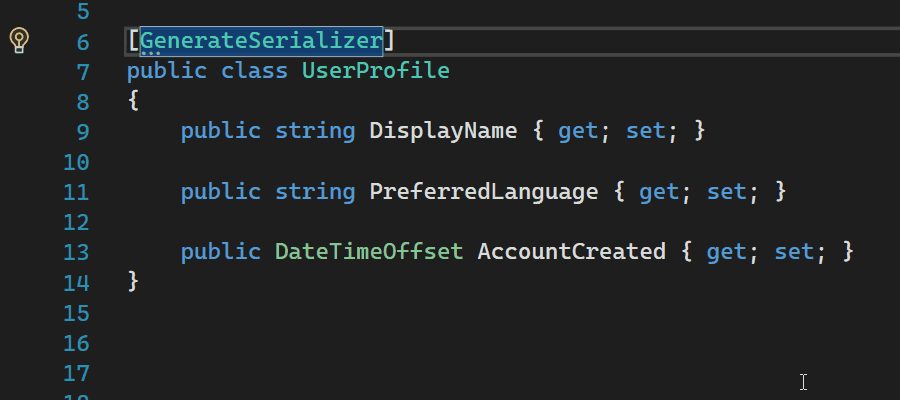 5
6 [GenerateSerializer]
7 public class UserProfile
8 {
9 public string DisplayName { get; set; }
10
11 public string PreferredLanguage { get; set; }
12
13 public DateTimeOffset AccountCreated { get; set; }
14 }
15
16
17
18